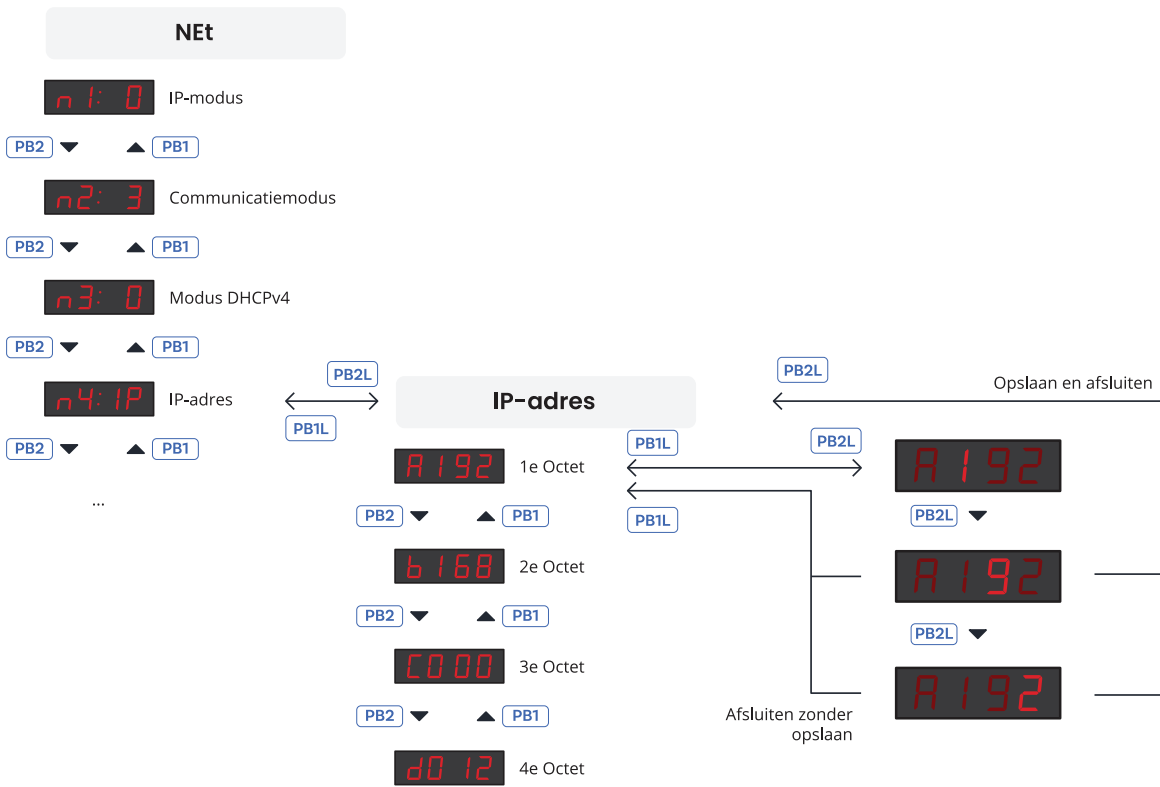 NEt
n1: 0 IP-modus
PB2 PB1
n2: 3 Communicatiemodus
PB2 PB1
n3: 0 Modus DHCPv4
PB2 PB1
n4:IP IP-adres
PB2 PB1
...
PB2L
PB1L
IP-adres
A192 1e Octet
PB2 PB1
b168 2e Octet
PB2 PB1
C000 3e Octet
PB2 PB1
d012 4e Octet
PB2L
Opslaan en afsluiten
PB1L
PB2L
PB1L
A192
PB2L
A192
PB2L
A192
Afsluiten zonder
opslaan